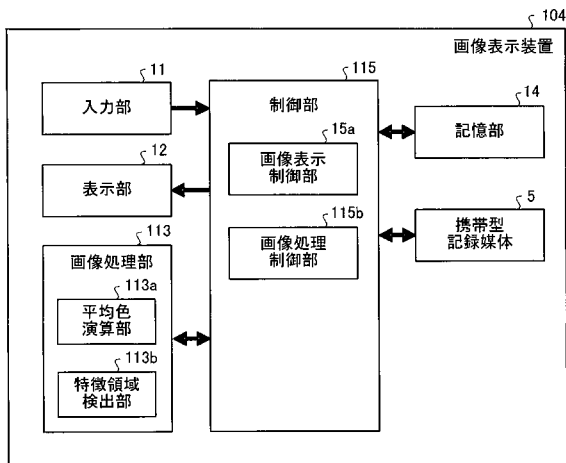 104
画像表示装置
11
入力部
12
表示部
113
画像処理部
113a
平均色
演算部
113b
特徴領域
検出部
115
制御部
15a
画像表示
制御部
115b
画像処理
制御部
14
記憶部
5
携帯型
記録媒体